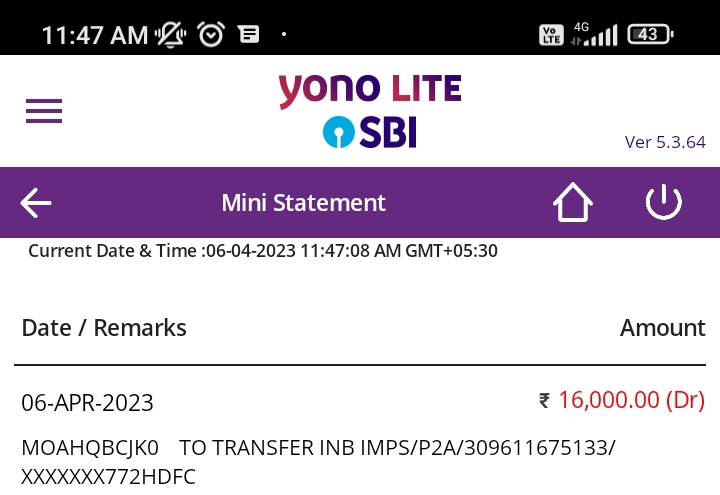 11:47 AM
Vo LTE 4G 43
yono LITE
SBI
Ver 5.3.64
Mini Statement
Current Date & Time :06-04-2023 11:47:08 AM GMT+05:30
Date / Remarks Amount
06-APR-2023 ₹ 16,000.00 (Dr)
MOAHQBCJK0 TO TRANSFER INB IMPS/P2A/309611675133/
XXXXXXX772HDFC